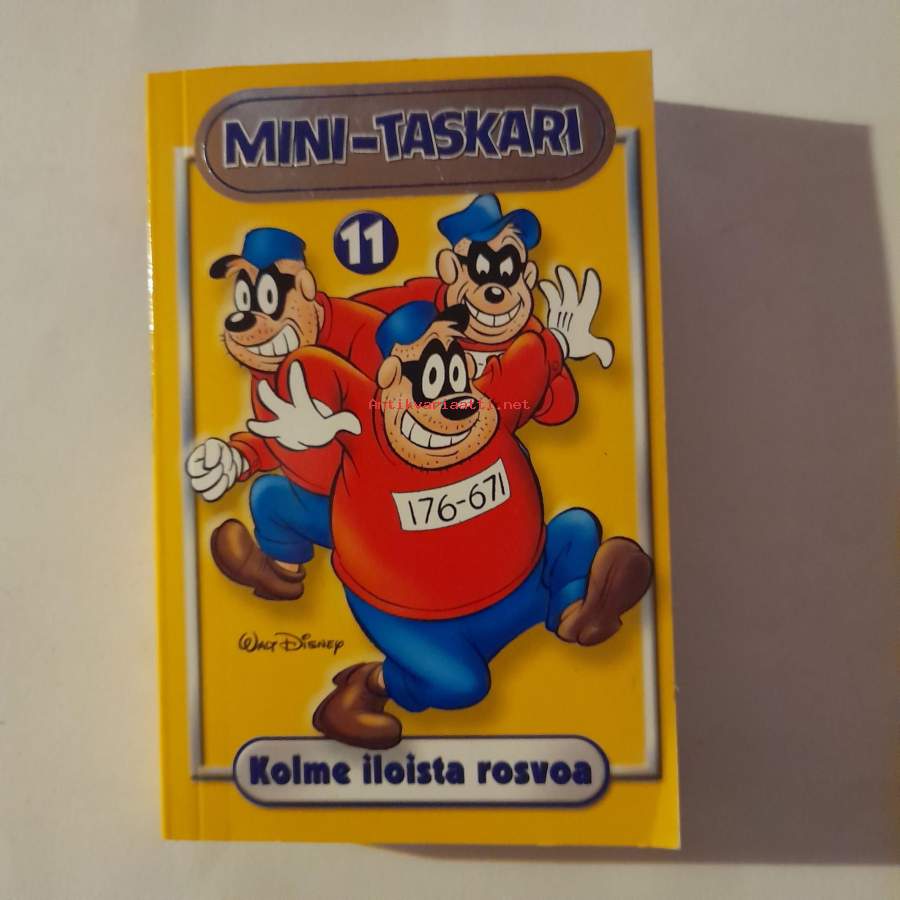 MINI-TASKARI
11
Antikvariaatti.net
176-671
WALT DISNEY
Kolme iloista rosvoa